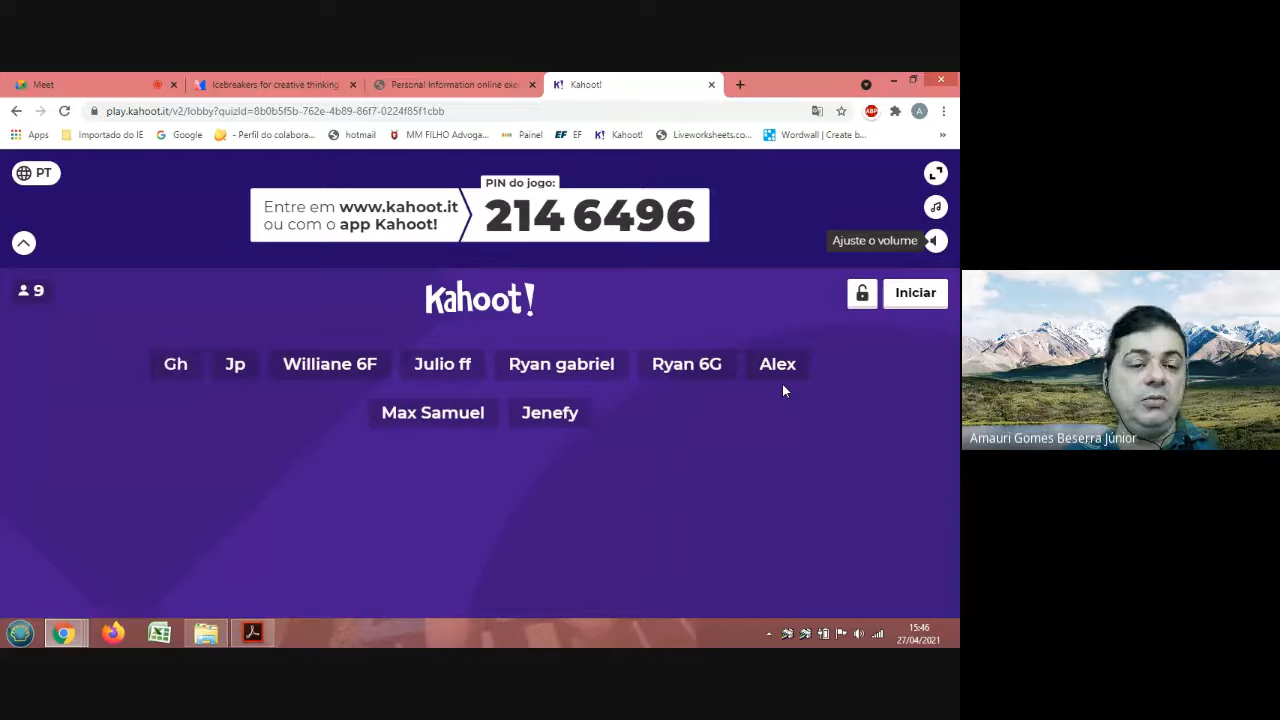 Meet
Icebreakers for creative thinking
Personal Information online exe
Kahoot!
play.kahoot.it/v2/lobby?quizId=8b0b5f5b-762e-4b89-86f7-0224f85f1cbb
ABP
A
Apps
Importado do IE
Google
- Perfil do colabora...
hotmail
MM FILHO Advoga...
Painel
EF EF
K! Kahoot!
Liveworksheets.co...
Wordwall | Create b...
»
PT
Entre em www.kahoot.it
ou com o app Kahoot!
PIN do jogo:
214 6496
Ajuste o volume
9
Kahoot!
Iniciar
Gh
Jp
Williane 6F
Julio ff
Ryan gabriel
Ryan 6G
Alex
Max Samuel
Jenefy
Amauri Gomes Beserra Júnior
15:46
27/04/2021